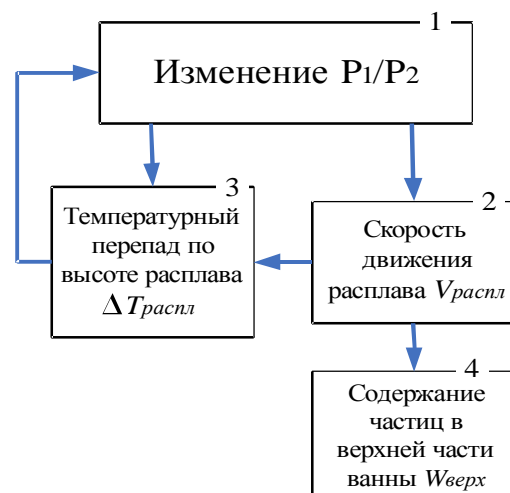 1
Изменение P1/P2
3
Температурный
перепад по
высоте расплава
ΔTраспл
2
Скорость
движения
расплава Vраспл
4
Содержание
частиц в
верхней части
ванны Wверх